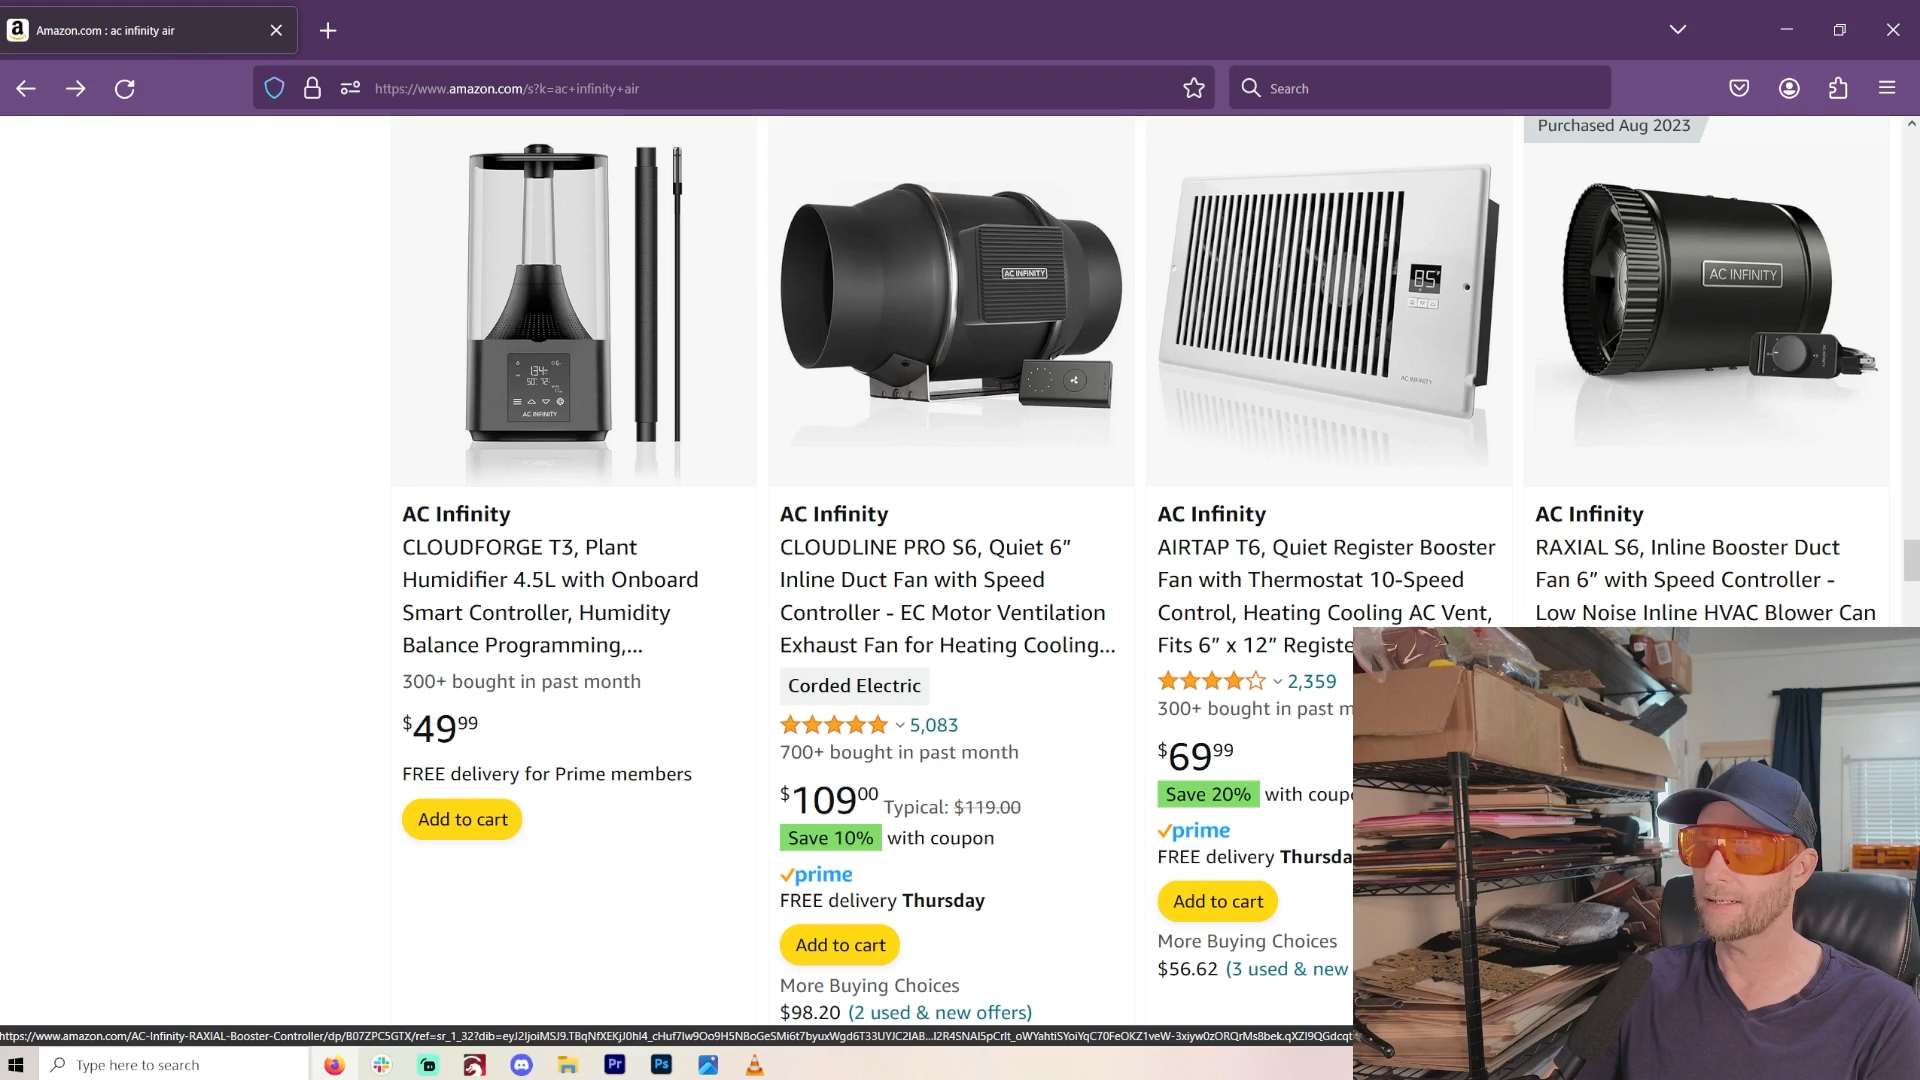 Amazon.com : ac infinity air
https://www.amazon.com/s?k=ac+infinity+air
Search
Purchased Aug 2023
AC INFINITY
AC INFINITY
85
AC INFINITY
AC INFINITY
AC Infinity
CLOUDFORGE T3, Plant
Humidifier 4.5L with Onboard
Smart Controller, Humidity
Balance Programming,...
300+ bought in past month
$49.99
FREE delivery for Prime members
Add to cart
AC Infinity
CLOUDLINE PRO S6, Quiet 6”
Inline Duct Fan with Speed
Controller - EC Motor Ventilation
Exhaust Fan for Heating Cooling...
Corded Electric
5,083
700+ bought in past month
$109.00 Typical: $119.00
Save 10% with coupon
prime
FREE delivery Thursday
Add to cart
More Buying Choices
$98.20 (2 used & new offers)
AC Infinity
AIRTAP T6, Quiet Register Booster
Fan with Thermostat 10-Speed
Control, Heating Cooling AC Vent,
Fits 6” x 12” Registe
2,359
300+ bought in past m
$69.99
Save 20% with coup
prime
FREE delivery Thursda
Add to cart
More Buying Choices
$56.62 (3 used & new
AC Infinity
RAXIAL S6, Inline Booster Duct
Fan 6” with Speed Controller -
Low Noise Inline HVAC Blower Can
Type here to search
Pr
Ps